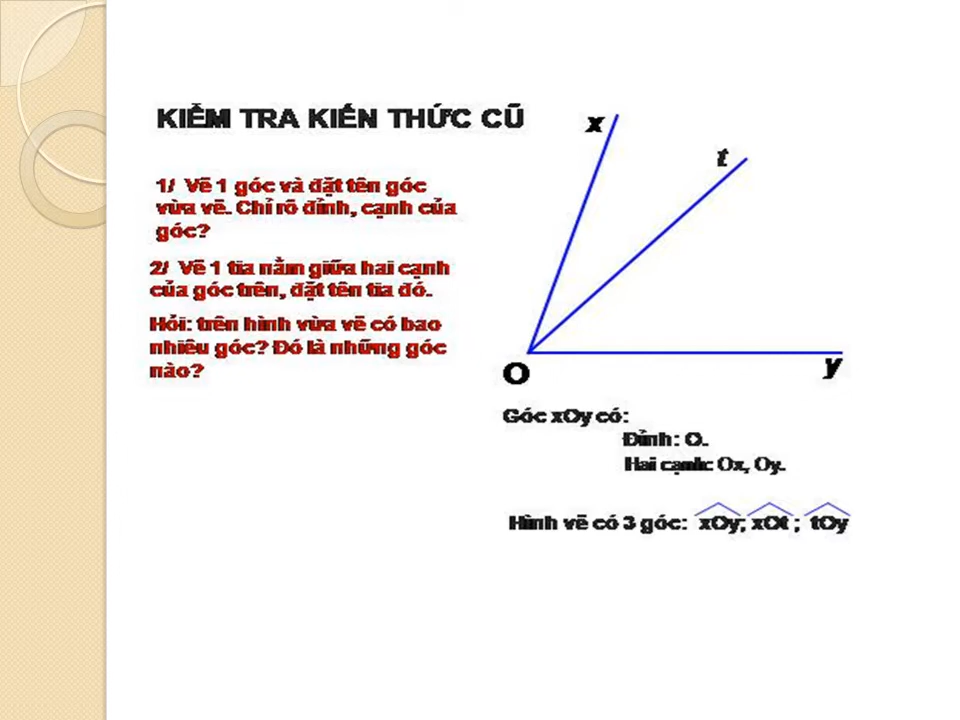 KIỂM TRA KIẾN THỨC CŨ
1/ Vẽ 1 góc và đặt tên góc
vừa vẽ. Chỉ rõ đỉnh, cạnh của
góc?
2/ Vẽ 1 tia nằm giữa hai cạnh
của góc trên, đặt tên tia đó.
Hỏi: trên hình vừa vẽ có bao
nhiêu góc? Đó là những góc
nào?
x
t
O
y
Góc xOy có:
Đỉnh: O.
Hai cạnh: Ox, Oy.
Hình vẽ có 3 góc: xOy; xOt ; tOy